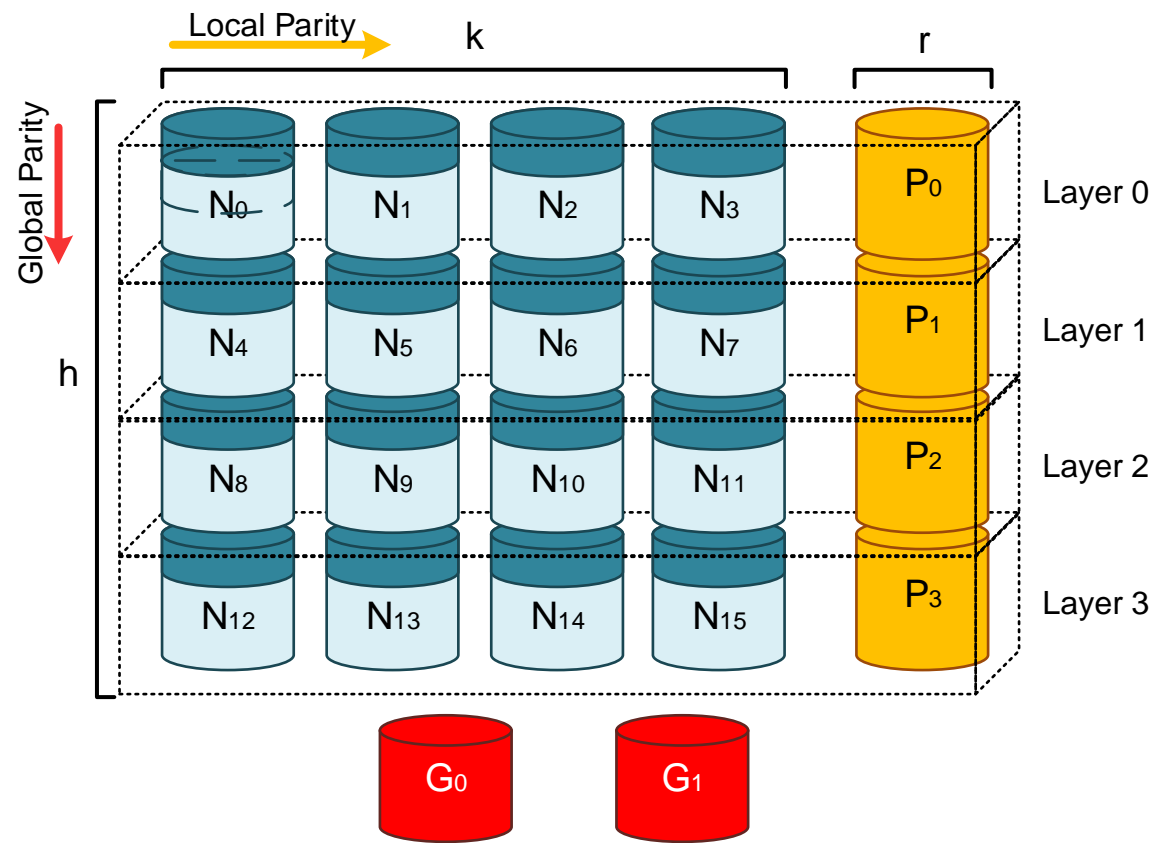 Local Parity
k
r
Global Parity
h
N0 N1 N2 N3 P0 Layer 0
N4 N5 N6 N7 P1 Layer 1
N8 N9 N10 N11 P2 Layer 2
N12 N13 N14 N15 P3 Layer 3
G0 G1